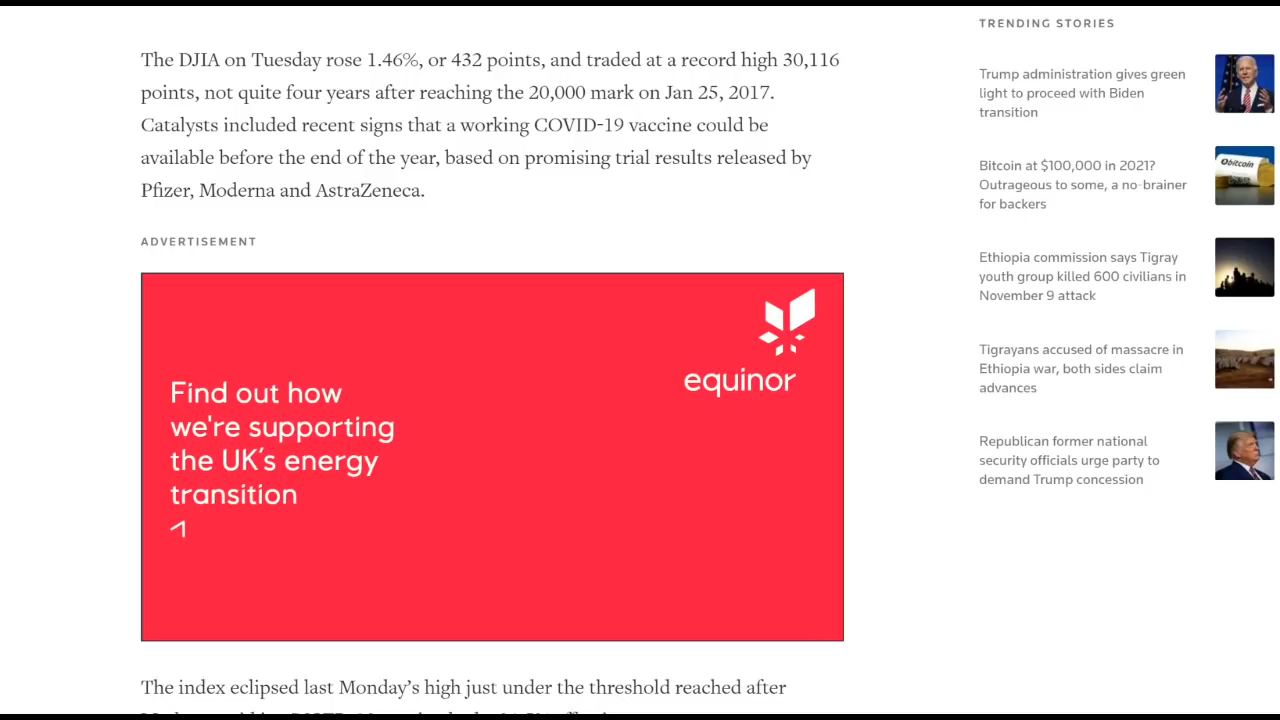 The DJIA on Tuesday rose 1.46%, or 432 points, and traded at a record high 30,116
points, not quite four years after reaching the 20,000 mark on Jan 25, 2017.
Catalysts included recent signs that a working COVID-19 vaccine could be
available before the end of the year, based on promising trial results released by
Pfizer, Moderna and AstraZeneca.
ADVERTISEMENT
equinor
Find out how
we're supporting
the UK's energy
transition
The index eclipsed last Monday's high just under the threshold reached after
TRENDING STORIES
Trump administration gives green
light to proceed with Biden
transition
Bitcoin at $100,000 in 2021?
Outrageous to some, a no-brainer
for backers
bitcoin
Ethiopia commission says Tigray
youth group killed 600 civilians in
November 9 attack
Tigrayans accused of massacre in
Ethiopia war, both sides claim
advances
Republican former national
security officials urge party to
demand Trump concession